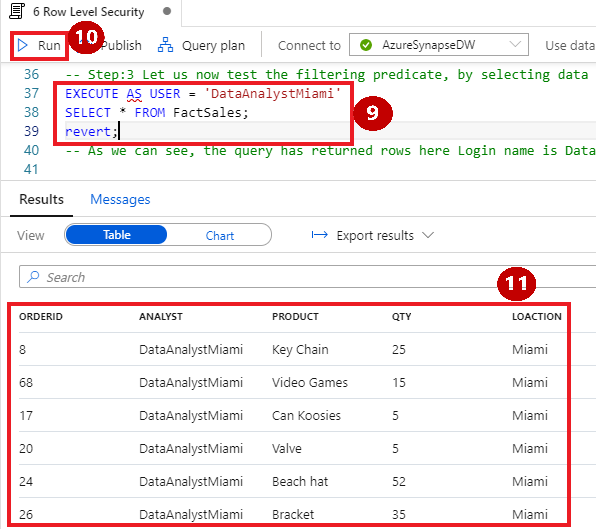 6 Row Level Security
10
Run Publish Query plan Connect to AzureSynapseDW Use data
36 -- Step:3 Let us now test the filtering predicate, by selecting data
37 EXECUTE AS USER = 'DataAnalystMiami'
38 SELECT * FROM FactSales;
39 revert;
9
40 -- As we can see, the query has returned rows here Login name is Data
41
Results Messages
View Table Chart Export results
Search
11
ORDERID ANALYST PRODUCT QTY LOACTION
8 DataAnalystMiami Key Chain 25 Miami
68 DataAnalystMiami Video Games 15 Miami
17 DataAnalystMiami Can Koosies 5 Miami
20 DataAnalystMiami Valve 5 Miami
24 DataAnalystMiami Beach hat 52 Miami
26 DataAnalystMiami Bracket 35 Miami